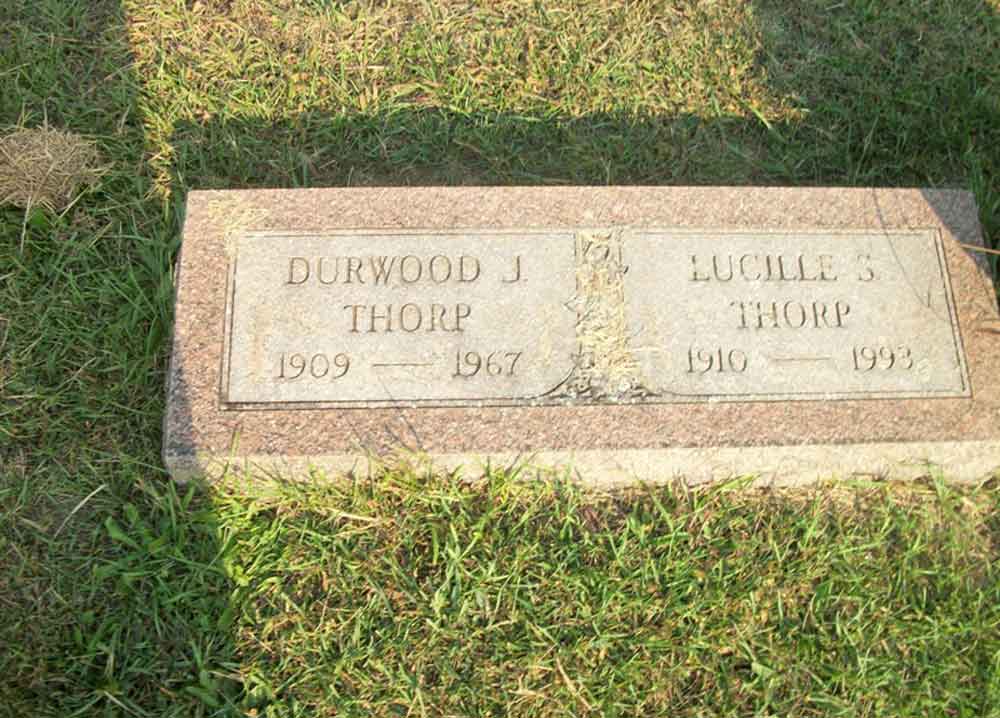 DURWOOD J.
THORP
1909 — 1967
LUCILLE S.
THORP
1910 — 1993